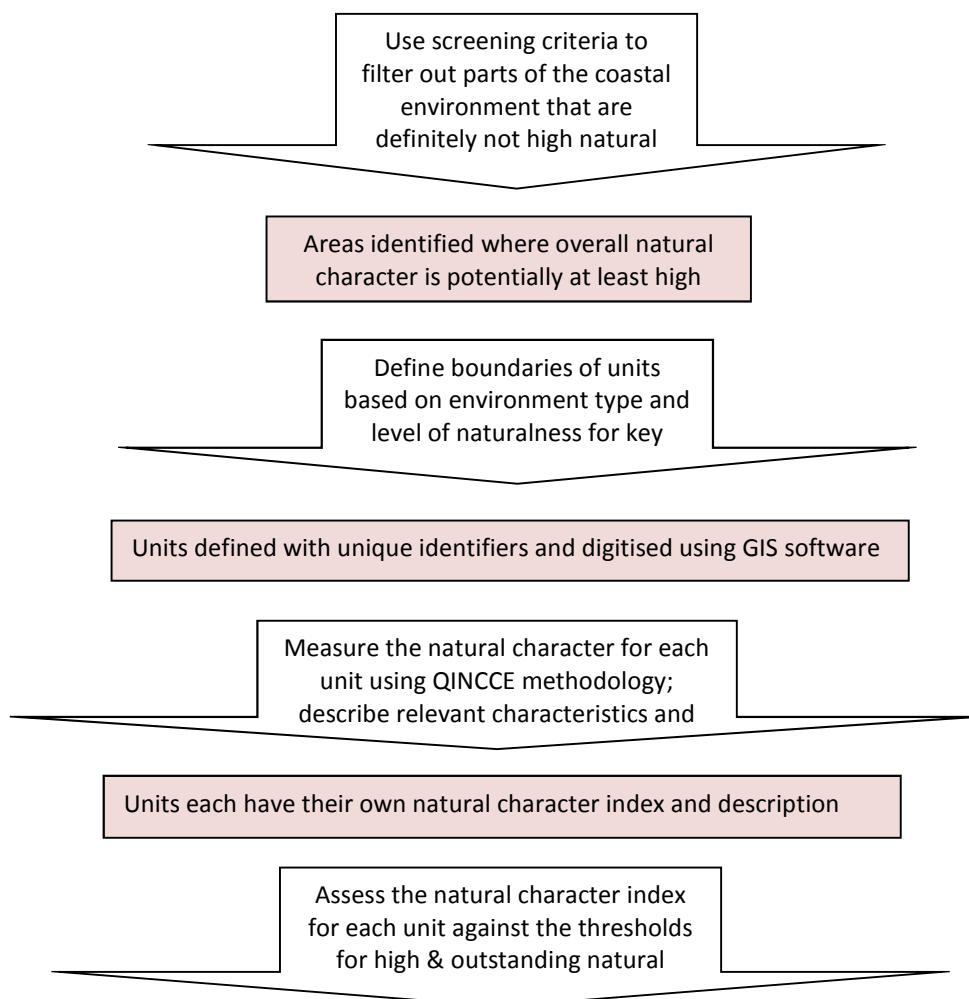 Use screening criteria to
filter out parts of the coastal
environment that are
definitely not high natural
Areas identified where overall natural
character is potentially at least high
Define boundaries of units
based on environment type and
level of naturalness for key
Units defined with unique identifiers and digitised using GIS software
Measure the natural character for each
unit using QINCCE methodology;
describe relevant characteristics and
Units each have their own natural character index and description
Assess the natural character index
for each unit against the thresholds
for high & outstanding natural